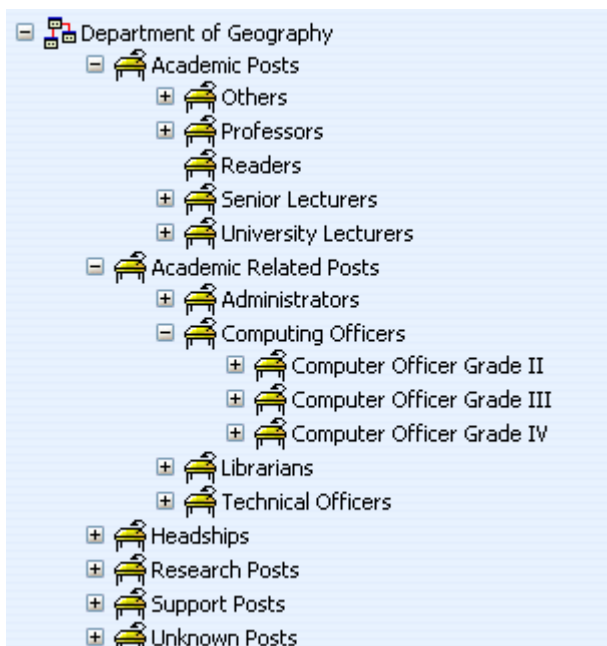 Department of Geography
Academic Posts
Others
Professors
Readers
Senior Lecturers
University Lecturers
Academic Related Posts
Administrators
Computing Officers
Computer Officer Grade II
Computer Officer Grade III
Computer Officer Grade IV
Librarians
Technical Officers
Headships
Research Posts
Support Posts
Unknown Posts